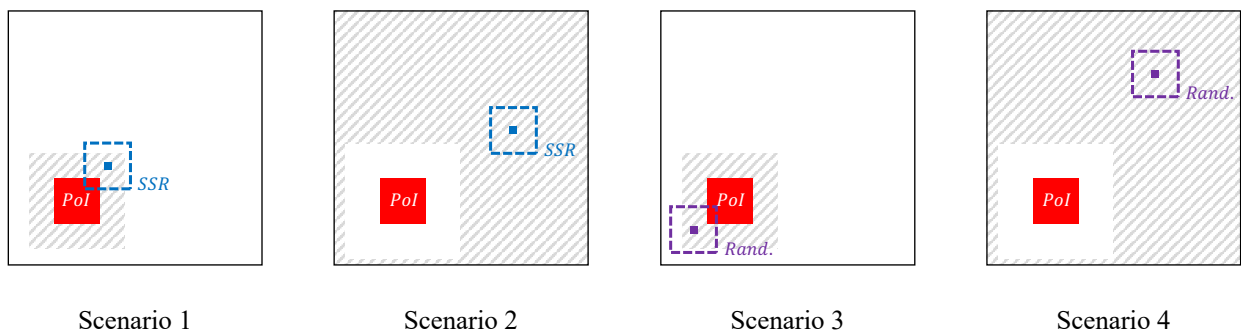 PoI
SSR
PoI
SSR
PoI
Rand.
PoI
Rand.
Scenario 1
Scenario 2
Scenario 3
Scenario 4